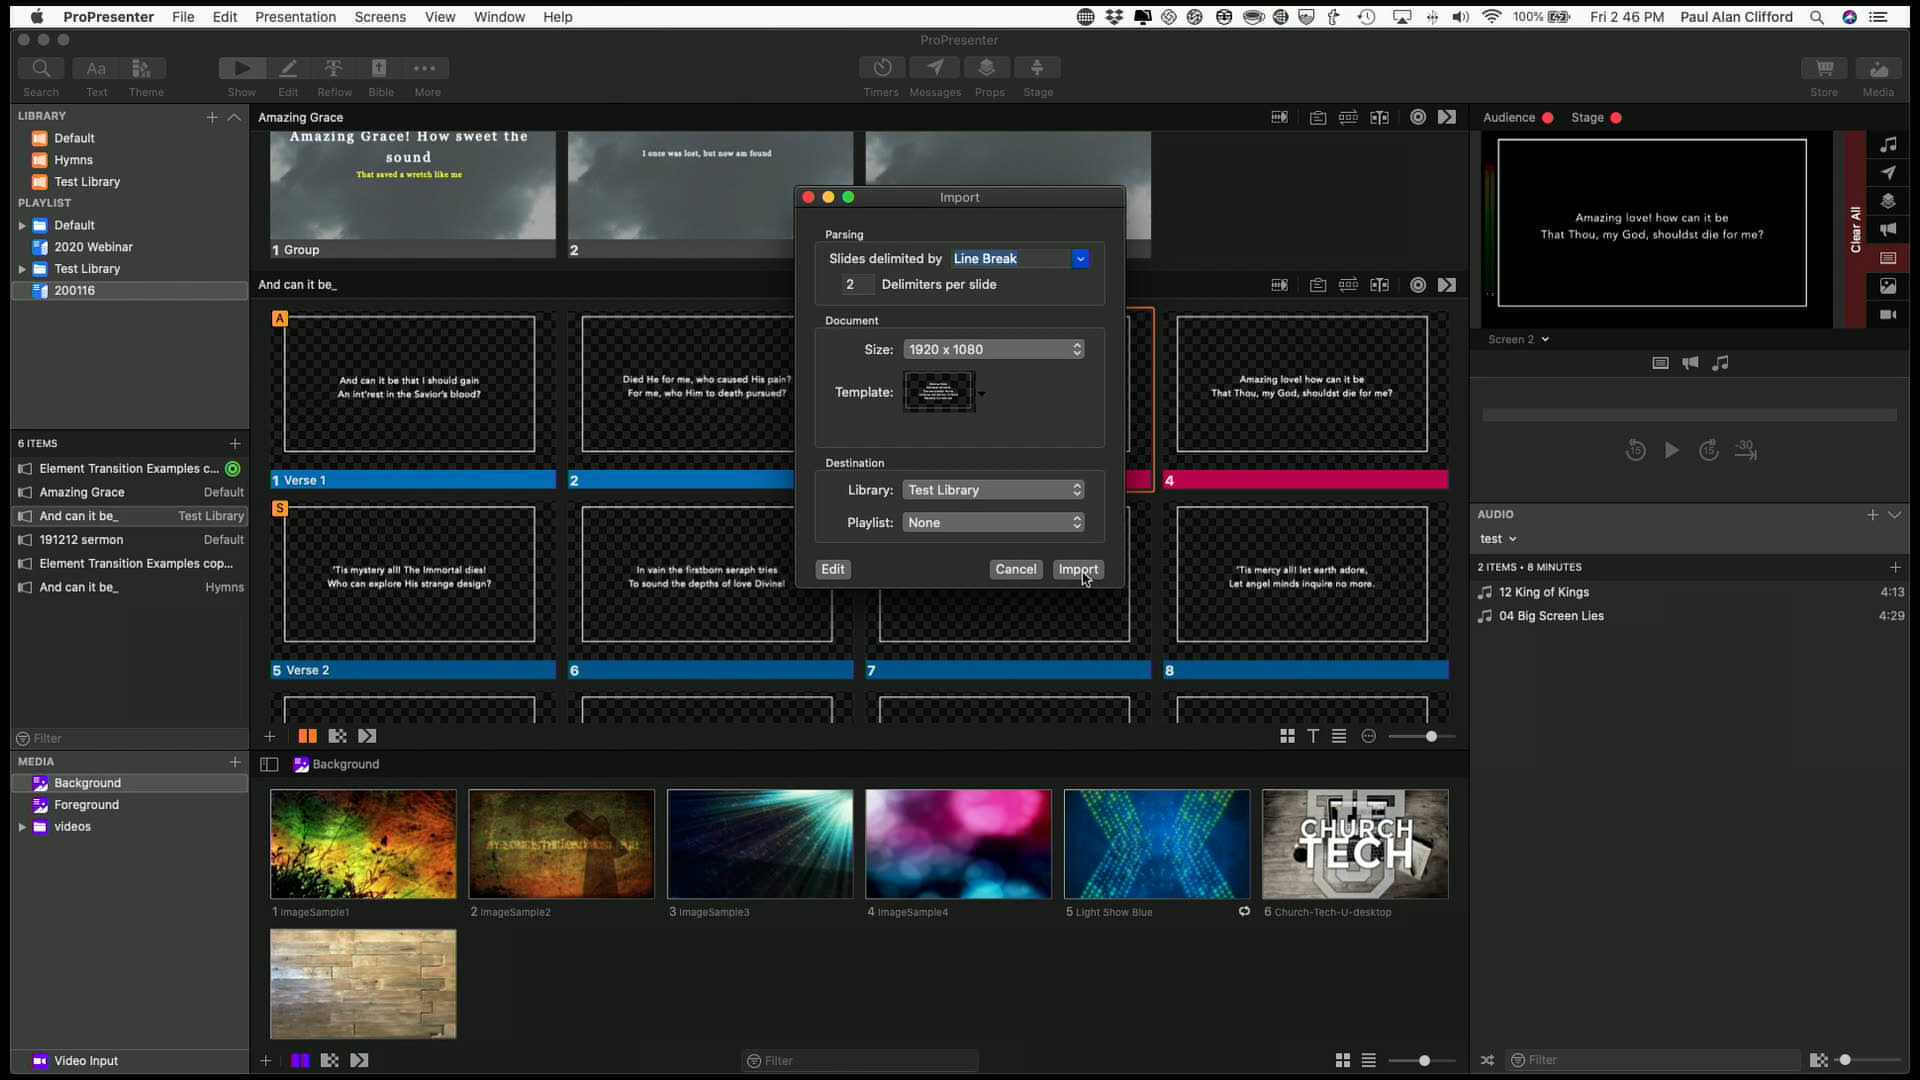 ProPresenter File Edit Presentation Screens View Window Help
100% Fri 2 46 PM Paul Alan Clifford
ProPresenter
Search Text Theme Show Edit Reflow Bible More Timers Messages Props Stage Store Media
Aa
LIBRARY
Default
Hymns
Test Library
PLAYLIST
Default
2020 Webinar
Test Library
200116
6 ITEMS
Element Transition Examples c...
Amazing Grace Default
And can it be_ Test Library
191212 sermon Default
Element Transition Examples cop...
And can it be_ Hymns
Filter
MEDIA
Background
Foreground
videos
Video Input
Amazing Grace
Amazing Grace! How sweet the
sound
That saved a wretch like me
I once was lost, but now am found
1 Group
2
And can it be_
A
And can it be that I should gain
An int'rest in the Savior's blood?
Died He for me, who caused His pain?
For me, who Him to death pursued?
Amazing love! how can it be
That Thou, my God, shouldst die for me?
1 Verse 1
2
4
S
'Tis mystery all! The Immortal dies!
Who can explore His strange design?
In vain the firstborn seraph tries
To sound the depths of love Divine!
'Tis mercy all! let earth adore,
Let angel minds inquire no more.
5 Verse 2
6
7
8
Import
Parsing
Slides delimited by Line Break
2 Delimiters per slide
Document
Size: 1920 x 1080
Template:
Destination
Library: Test Library
Playlist: None
Edit Cancel Import
Background
1 ImageSample1
2 ImageSample2
3 ImageSample3
4 ImageSample4
5 Light Show Blue
CHURCH
TECH
6 Church-Tech-U-desktop
Filter
Audience Stage
Amazing love! how can it be
That Thou, my God, shouldst die for me?
Clear All
Screen 2
15 15 -30
AUDIO
test
2 ITEMS • 8 MINUTES
12 King of Kings 4:13
04 Big Screen Lies 4:29
Filter